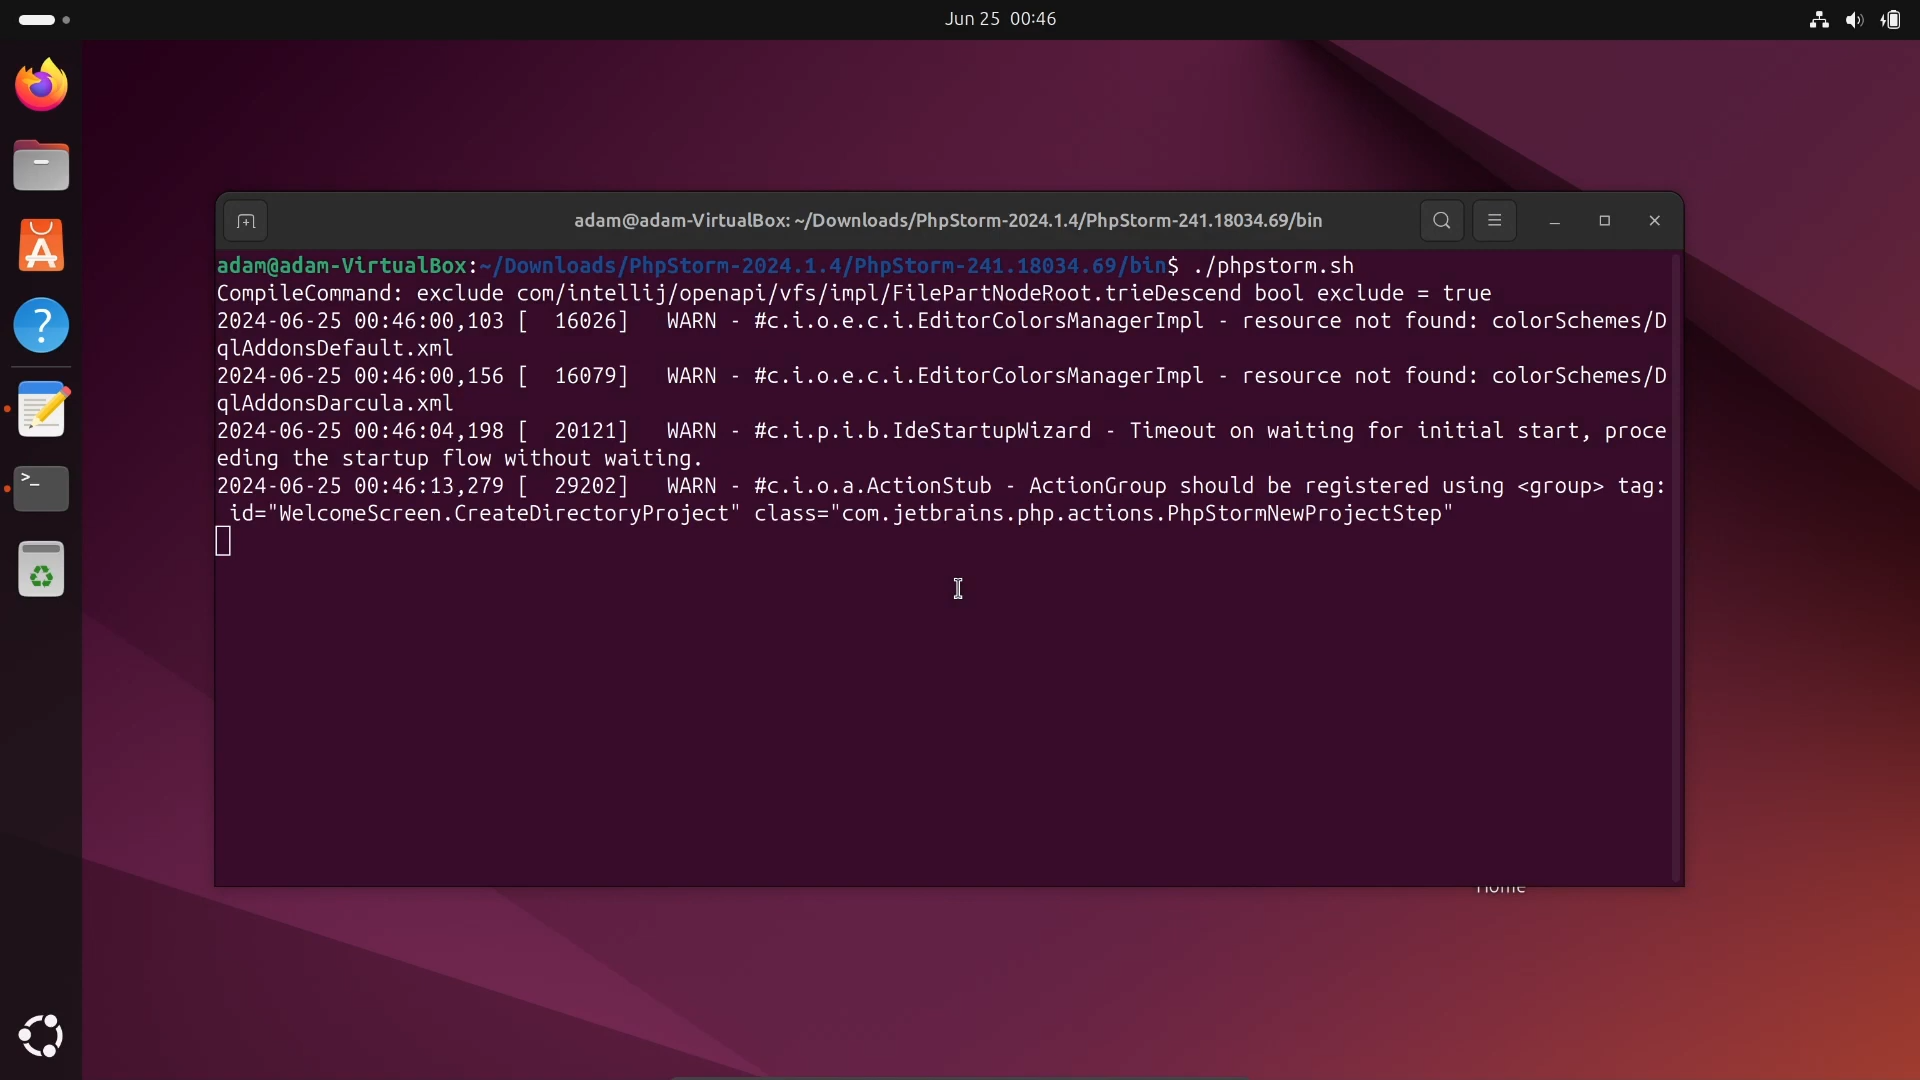 Jun 25 00:46
adam@adam-VirtualBox: ~/Downloads/PhpStorm-2024.1.4/PhpStorm-241.18034.69/bin
adam@adam-VirtualBox:~/Downloads/PhpStorm-2024.1.4/PhpStorm-241.18034.69/bin$ ./phpstorm.sh
CompileCommand: exclude com/intellij/openapi/vfs/impl/FilePartNodeRoot.trieDescend bool exclude = true
2024-06-25 00:46:00,103 [  16026]   WARN - #c.i.o.e.c.i.EditorColorsManagerImpl - resource not found: colorSchemes/D
qlAddonsDefault.xml
2024-06-25 00:46:00,156 [  16079]   WARN - #c.i.o.e.c.i.EditorColorsManagerImpl - resource not found: colorSchemes/D
qlAddonsDarcula.xml
2024-06-25 00:46:04,198 [  20121]   WARN - #c.i.p.i.b.IdeStartupWizard - Timeout on waiting for initial start, proce
eding the startup flow without waiting.
2024-06-25 00:46:13,279 [  29202]   WARN - #c.i.o.a.ActionStub - ActionGroup should be registered using <group> tag:
 id="WelcomeScreen.CreateDirectoryProject" class="com.jetbrains.php.actions.PhpStormNewProjectStep"
Home